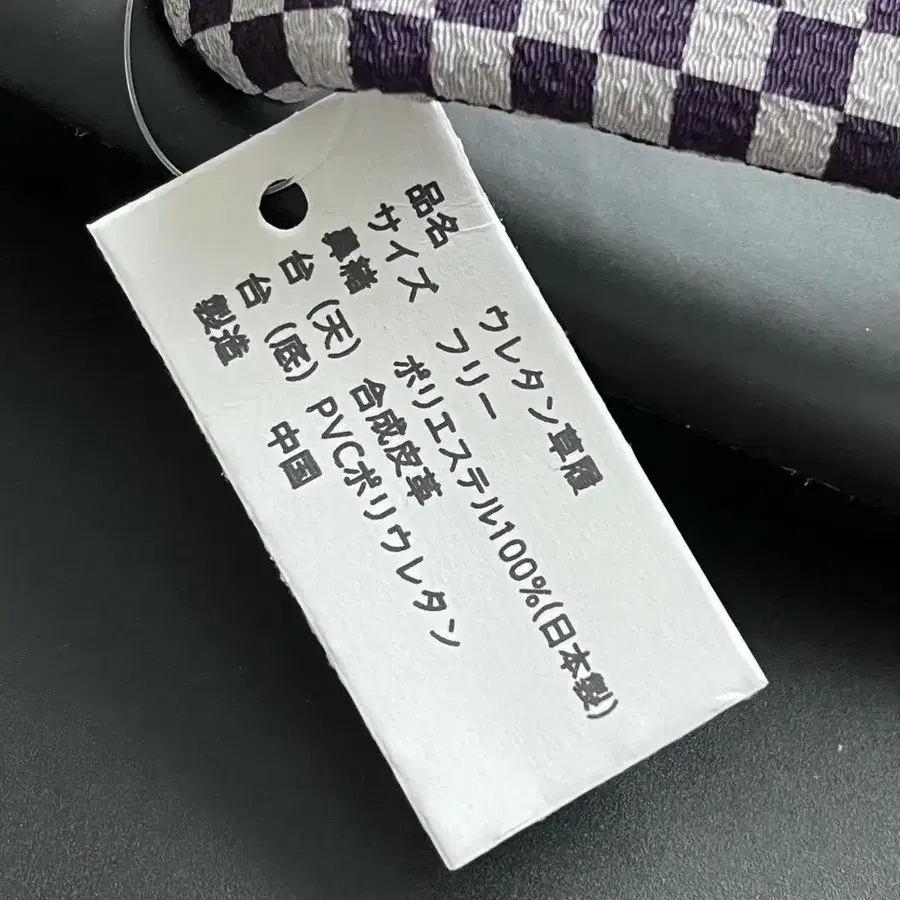 品名 ウレタン草履
サイズ フリー
鼻緒 ポリエステル100%(日本製)
台(天) 合成皮革
台(底) PVCポリウレタン
製造 中国